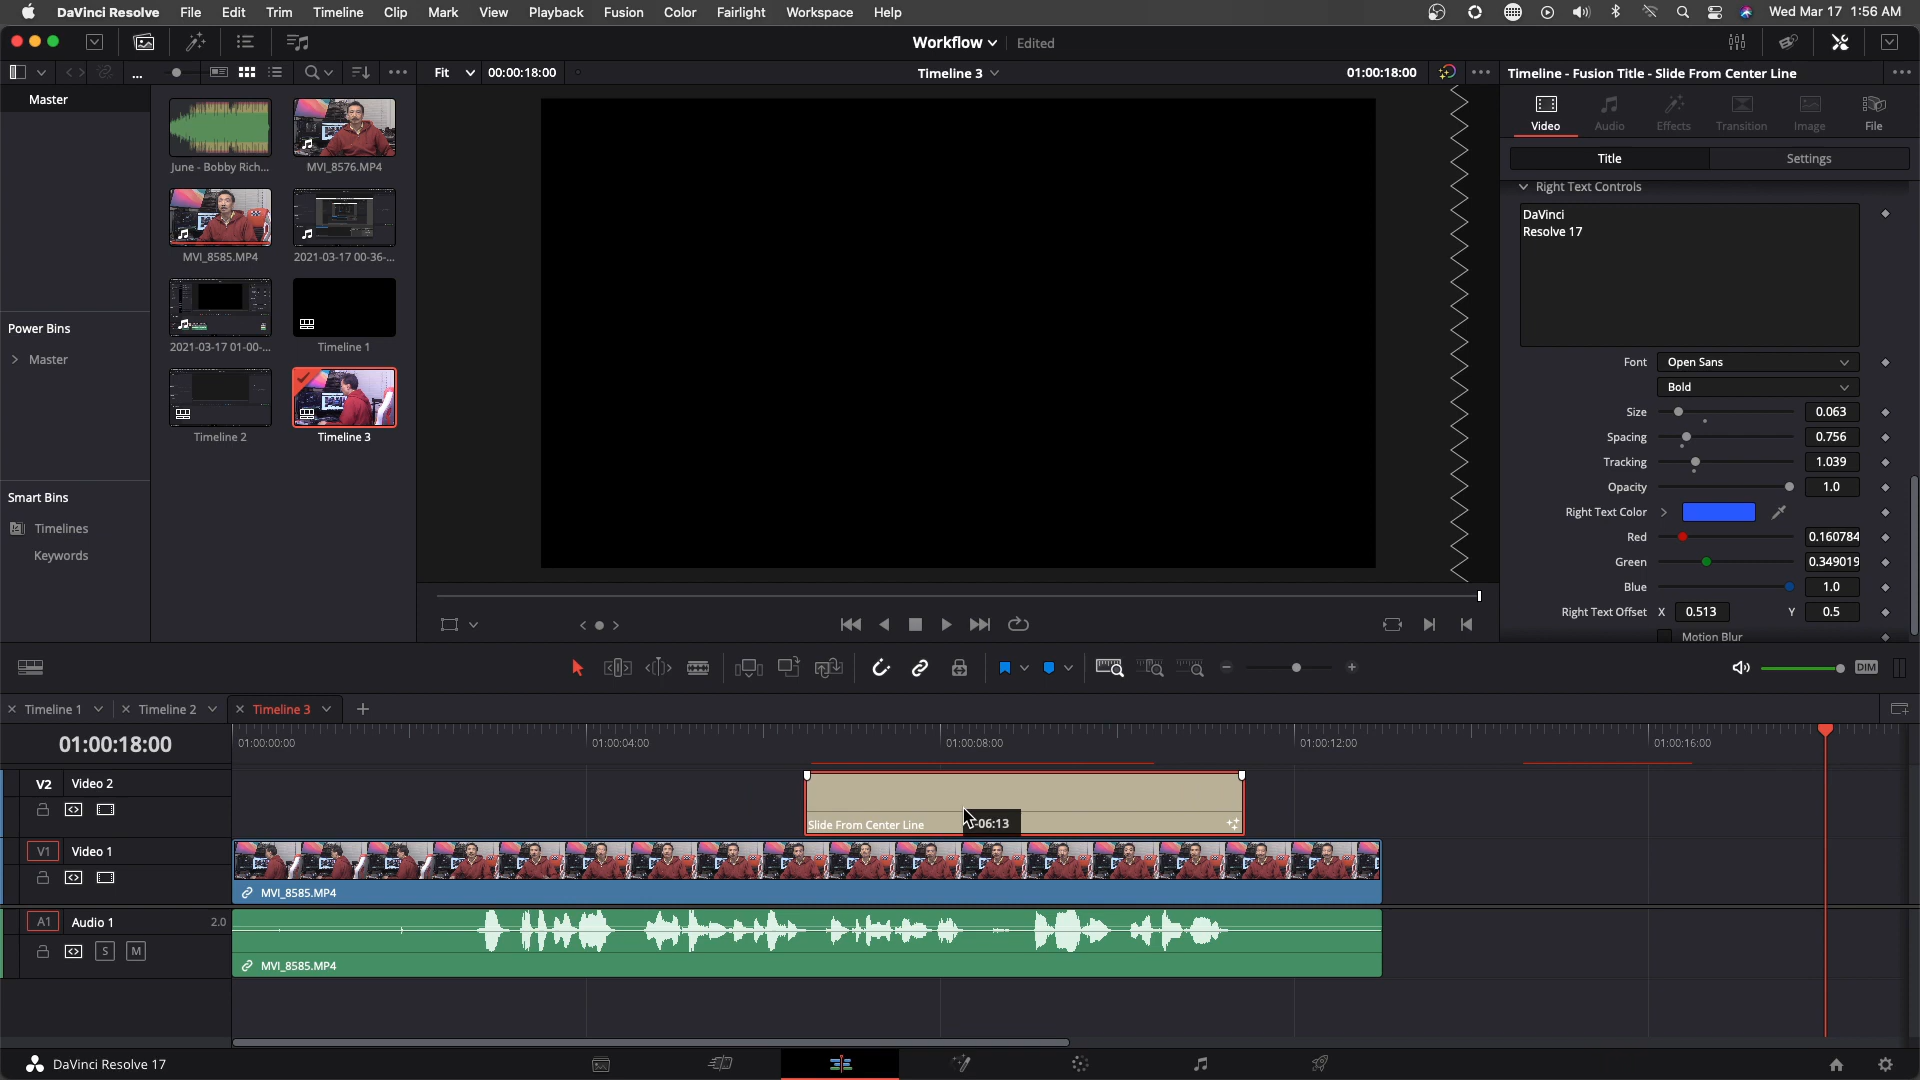 DaVinci Resolve File Edit Trim Timeline Clip Mark View Playback Fusion Color Fairlight Workspace Help Wed Mar 17 1:56 AM
Workflow Edited
... Fit 00:00:18:00 Timeline 3 01:00:18:00 Timeline - Fusion Title - Slide From Center Line
Master
Video Audio Effects Transition Image File
Title Settings
June - Bobby Rich... MVI_8576.MP4
Right Text Controls
DaVinci
Resolve 17
MVI_8585.MP4 2021-03-17 00-36-...
Power Bins
Master
2021-03-17 01-00-... Timeline 1
Font Open Sans
Bold
Size 0.063
Timeline 2 Timeline 3
Spacing 0.756
Tracking 1.039
Opacity 1.0
Smart Bins
Timelines
Keywords
Right Text Color
Red 0.160784
Green 0.349019
Blue 1.0
Right Text Offset X 0.513 Y 0.5
Motion Blur
DIM
Timeline 1 Timeline 2 Timeline 3
01:00:18:00 01:00:00:00 01:00:04:00 01:00:08:00 01:00:12:00 01:00:16:00
V2 Video 2
Slide From Center Line -06:13
V1 Video 1
MVI_8585.MP4
A1 Audio 1 2.0
S M
MVI_8585.MP4
DaVinci Resolve 17